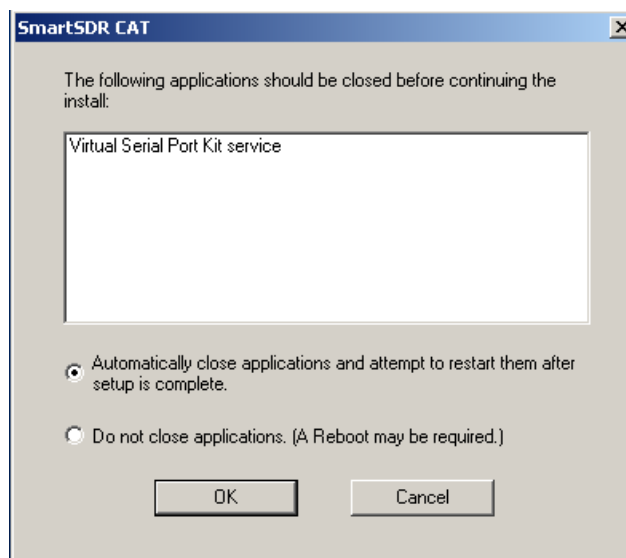 SmartSDR CAT
The following applications should be closed before continuing the
install:
Virtual Serial Port Kit service
Automatically close applications and attempt to restart them after
setup is complete.
Do not close applications. (A Reboot may be required.)
OK
Cancel